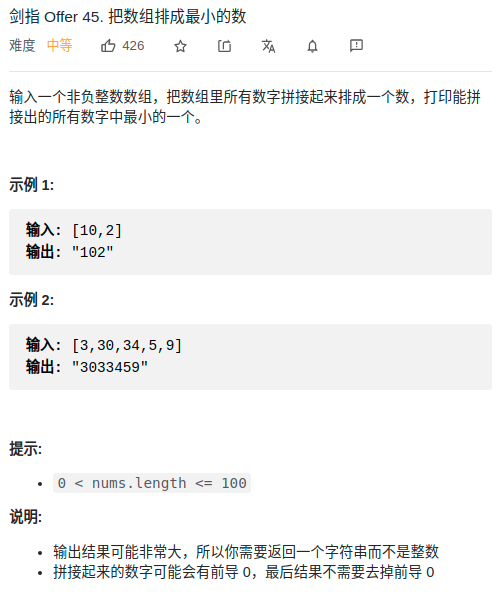 剑指 Offer 45. 把数组排成最小的数
难度 中等 426
输入一个非负整数数组，把数组里所有数字拼接起来排成一个数，打印能拼
接出的所有数字中最小的一个。
示例 1:
输入: [10,2]
输出: "102"
示例 2:
输入: [3,30,34,5,9]
输出: "3033459"
提示:
• 0 < nums.length <= 100
说明:
• 输出结果可能非常大，所以你需要返回一个字符串而不是整数
• 拼接起来的数字可能会有前导 0，最后结果不需要去掉前导 0